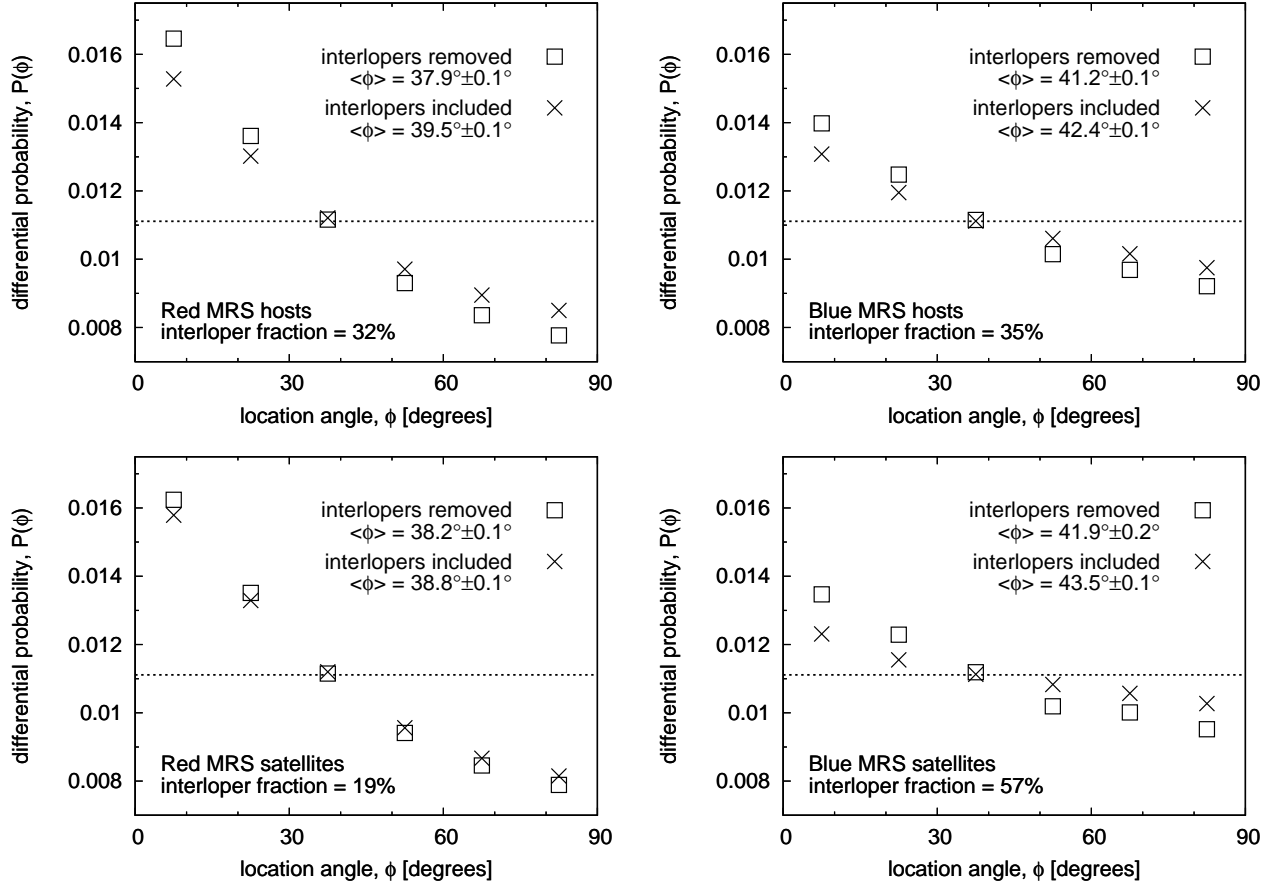 differential probability, P(ϕ)
0.016
0.014
0.012
0.01
0.008
interlopers removed
<ϕ> = 37.9°±0.1°
interlopers included
<ϕ> = 39.5°±0.1°
Red MRS hosts
interloper fraction = 32%
0 30 60 90
location angle, ϕ [degrees]
differential probability, P(ϕ)
0.016
0.014
0.012
0.01
0.008
interlopers removed
<ϕ> = 41.2°±0.1°
interlopers included
<ϕ> = 42.4°±0.1°
Blue MRS hosts
interloper fraction = 35%
0 30 60 90
location angle, ϕ [degrees]
differential probability, P(ϕ)
0.016
0.014
0.012
0.01
0.008
interlopers removed
<ϕ> = 38.2°±0.1°
interlopers included
<ϕ> = 38.8°±0.1°
Red MRS satellites
interloper fraction = 19%
0 30 60 90
location angle, ϕ [degrees]
differential probability, P(ϕ)
0.016
0.014
0.012
0.01
0.008
interlopers removed
<ϕ> = 41.9°±0.2°
interlopers included
<ϕ> = 43.5°±0.1°
Blue MRS satellites
interloper fraction = 57%
0 30 60 90
location angle, ϕ [degrees]